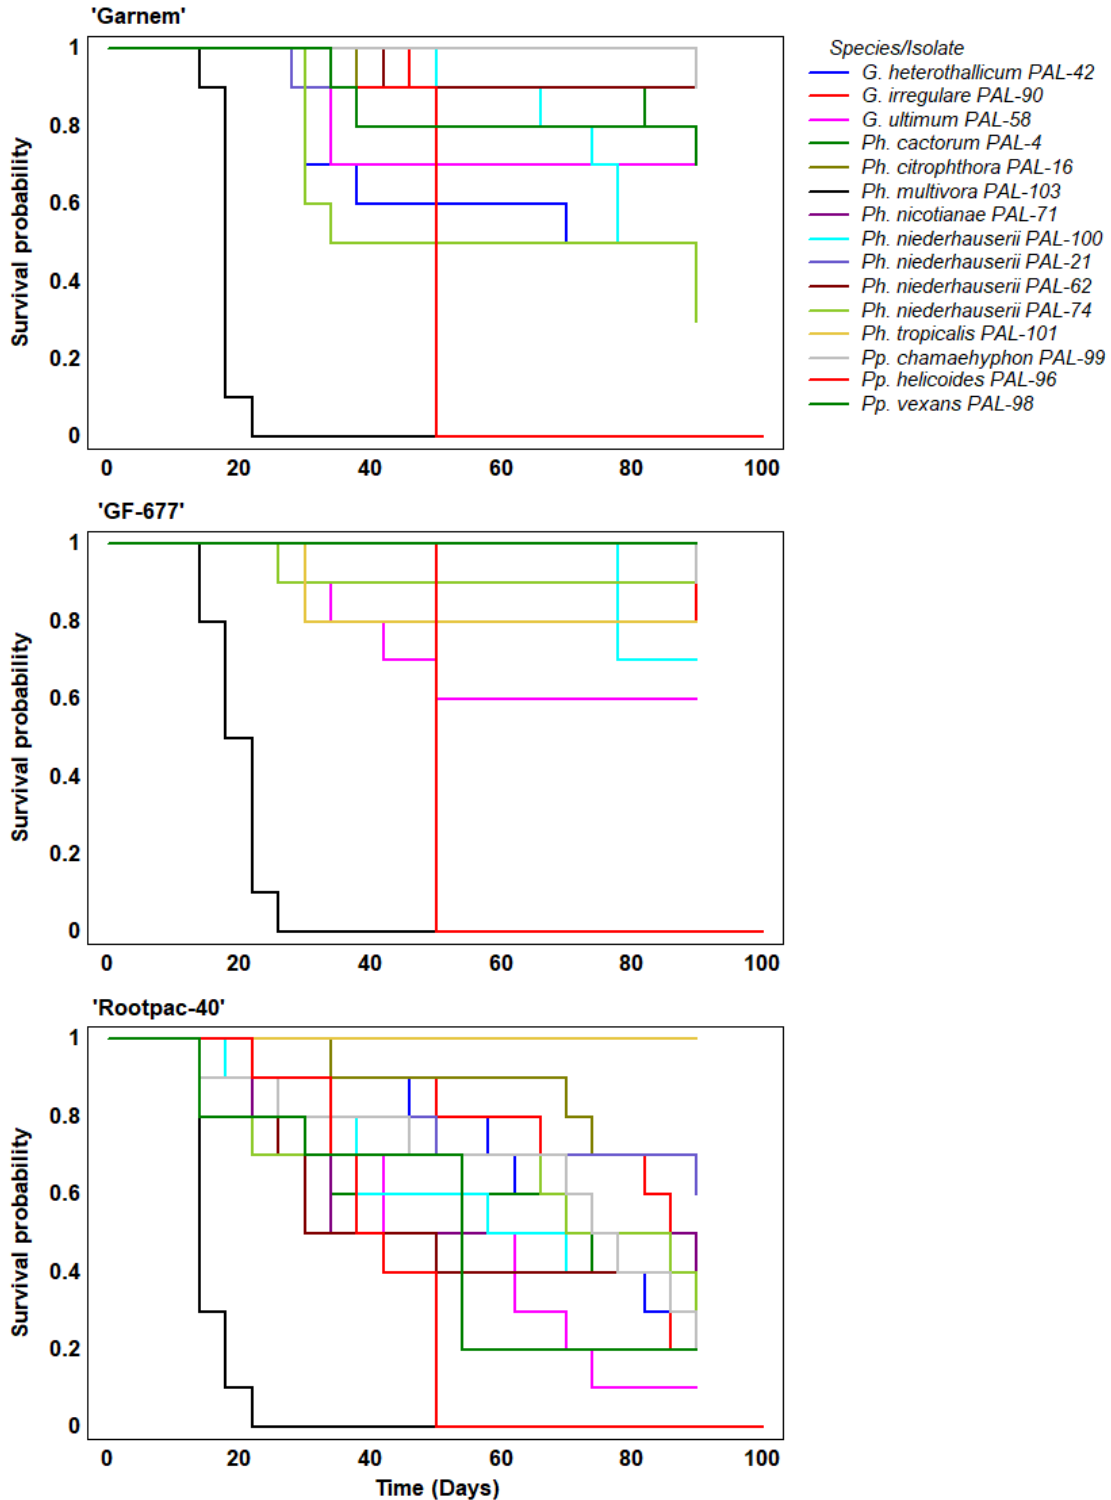 'Garnem'
1
0.8
0.6
0.4
0.2
0
Survival probability
0 20 40 60 80 100
Species/Isolate
G. heterothallicum PAL-42
G. irregulare PAL-90
G. ultimum PAL-58
Ph. cactorum PAL-4
Ph. citrophthora PAL-16
Ph. multivora PAL-103
Ph. nicotianae PAL-71
Ph. niederhauserii PAL-100
Ph. niederhauserii PAL-21
Ph. niederhauserii PAL-62
Ph. niederhauserii PAL-74
Ph. tropicalis PAL-101
Pp. chamaehyphon PAL-99
Pp. helicoides PAL-96
Pp. vexans PAL-98
'GF-677'
1
0.8
0.6
0.4
0.2
0
Survival probability
0 20 40 60 80 100
'Rootpac-40'
1
0.8
0.6
0.4
0.2
0
Survival probability
0 20 40 60 80 100
Time (Days)